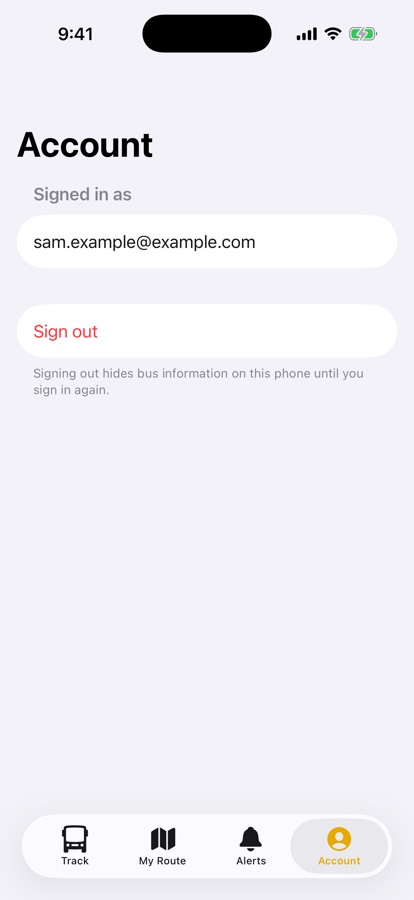 9:41
Account
Signed in as
sam.example@example.com
Sign out
Signing out hides bus information on this phone until you
sign in again.
Track
My Route
Alerts
Account